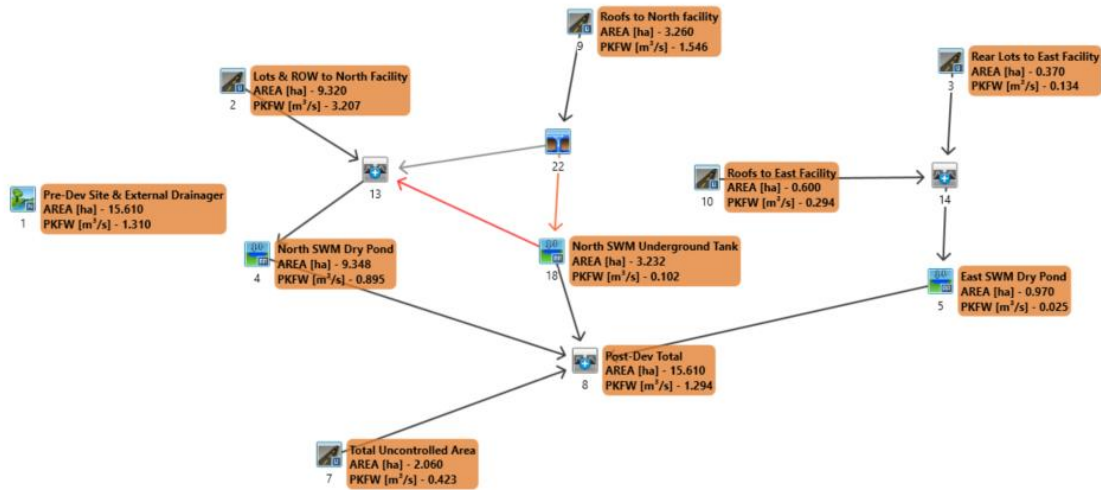 Roofs to North facility
AREA [ha] - 3.260
PKFW [m³/s] - 1.546
9
Lots & ROW to North Facility
AREA [ha] - 9.320
PKFW [m³/s] - 3.207
2
Rear Lots to East Facility
AREA [ha] - 0.370
PKFW [m³/s] - 0.134
3
22
13
Roofs to East Facility
AREA [ha] - 0.600
PKFW [m³/s] - 0.294
10
14
Pre-Dev Site & External Drainager
AREA [ha] - 15.610
PKFW [m³/s] - 1.310
1
North SWM Dry Pond
AREA [ha] - 9.348
PKFW [m³/s] - 0.895
4
North SWM Underground Tank
AREA [ha] - 3.232
PKFW [m³/s] - 0.102
18
East SWM Dry Pond
AREA [ha] - 0.970
PKFW [m³/s] - 0.025
5
Post-Dev Total
AREA [ha] - 15.610
PKFW [m³/s] - 1.294
8
Total Uncontrolled Area
AREA [ha] - 2.060
PKFW [m³/s] - 0.423
7